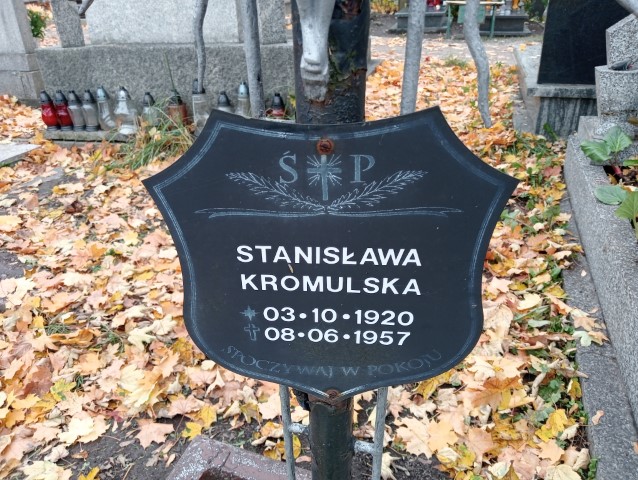 Ś P
STANISŁAWA
KROMULSKA
03•10•1920
08•06•1957
SPOCZYWAJ W POKOJU